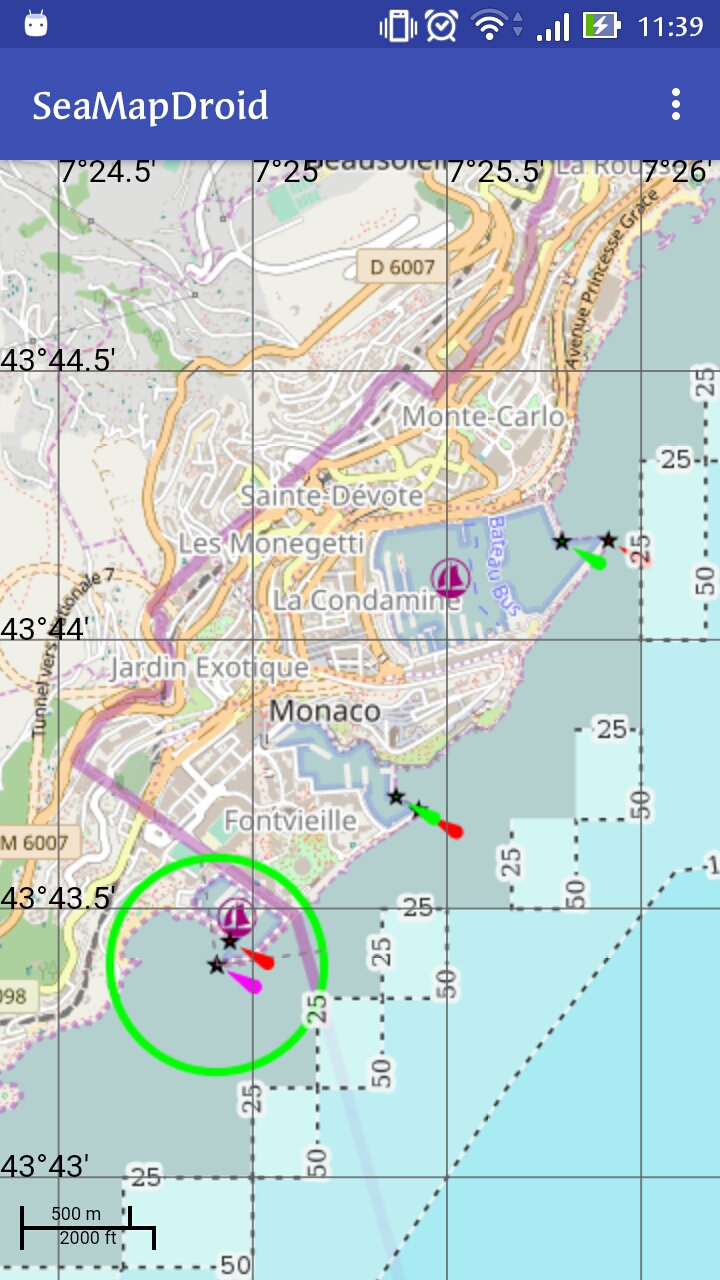 11:39
SeaMapDroid
7°24.5'
7°25'
Beausoleil
7°25.5'
La Rouss
7°26'
Avenue Princesse Grace
D 6007
43°44.5'
25
Monte-Carlo
25
Sainte-Dévote
Les Monegetti
Bateau Bus
25
50
La Condamine
Tunnel vers
tionale 7
43°44'
Jardin Exotique
Monaco
25
50
Fontvieille
M 6007
25
50
43°43.5'
25
25
50
098
25
50
25
50
43°43'
25
500 m
2000 ft
50